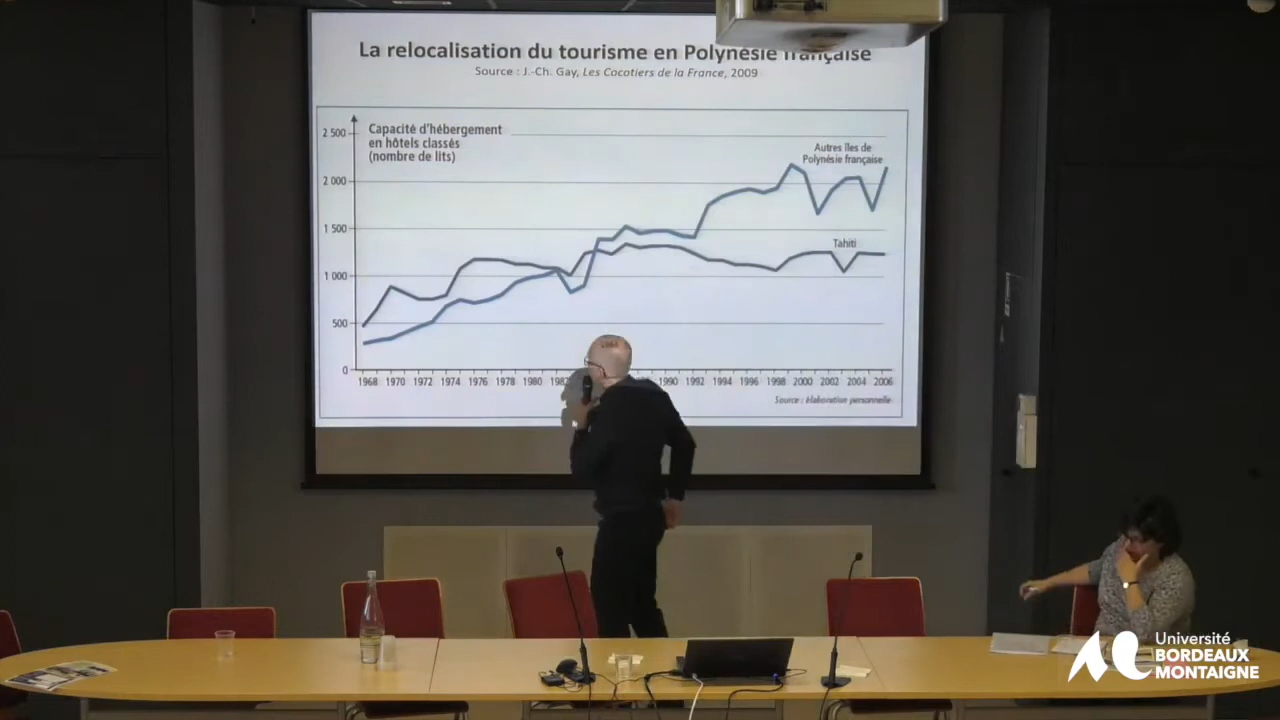 La relocalisation du tourisme en Polynésie française
Source : J.-Ch. Gay, Les Cocotiers de la France, 2009
Capacité d'hébergement
en hôtels classés
(nombre de lits)
2 500
2 000
1 500
1 000
500
0
Autres îles de
Polynésie française
Tahiti
1968 1970 1972 1974 1976 1978 1980 1982 1990 1992 1994 1996 1998 2000 2002 2004 2006
Source : élaboration personnelle
Université
BORDEAUX
MONTAIGNE